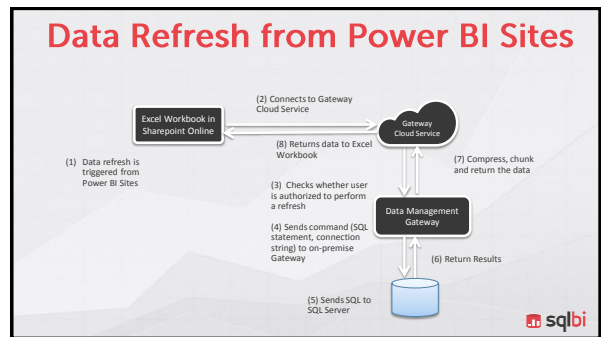 Data Refresh from Power BI Sites
(2) Connects to Gateway
Cloud Service
Excel Workbook in
Sharepoint Online
Gateway
Cloud Service
(8) Returns data to Excel
Workbook
(1) Data refresh is
triggered from
Power BI Sites
(7) Compress, chunk
and return the data
(3) Checks whether user
is authorized to perform
a refresh
Data Management
Gateway
(4) Sends command (SQL
statement, connection
string) to on-premise
Gateway
(6) Return Results
(5) Sends SQL to
SQL Server
sqlbi